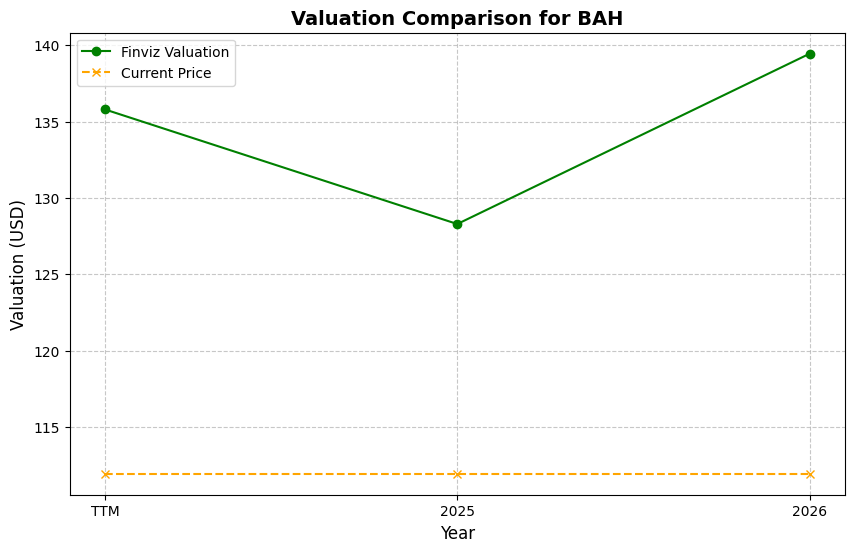 Valuation Comparison for BAH
Finviz Valuation
Current Price
140
135
130
125
120
115
Valuation (USD)
TTM 2025 2026
Year